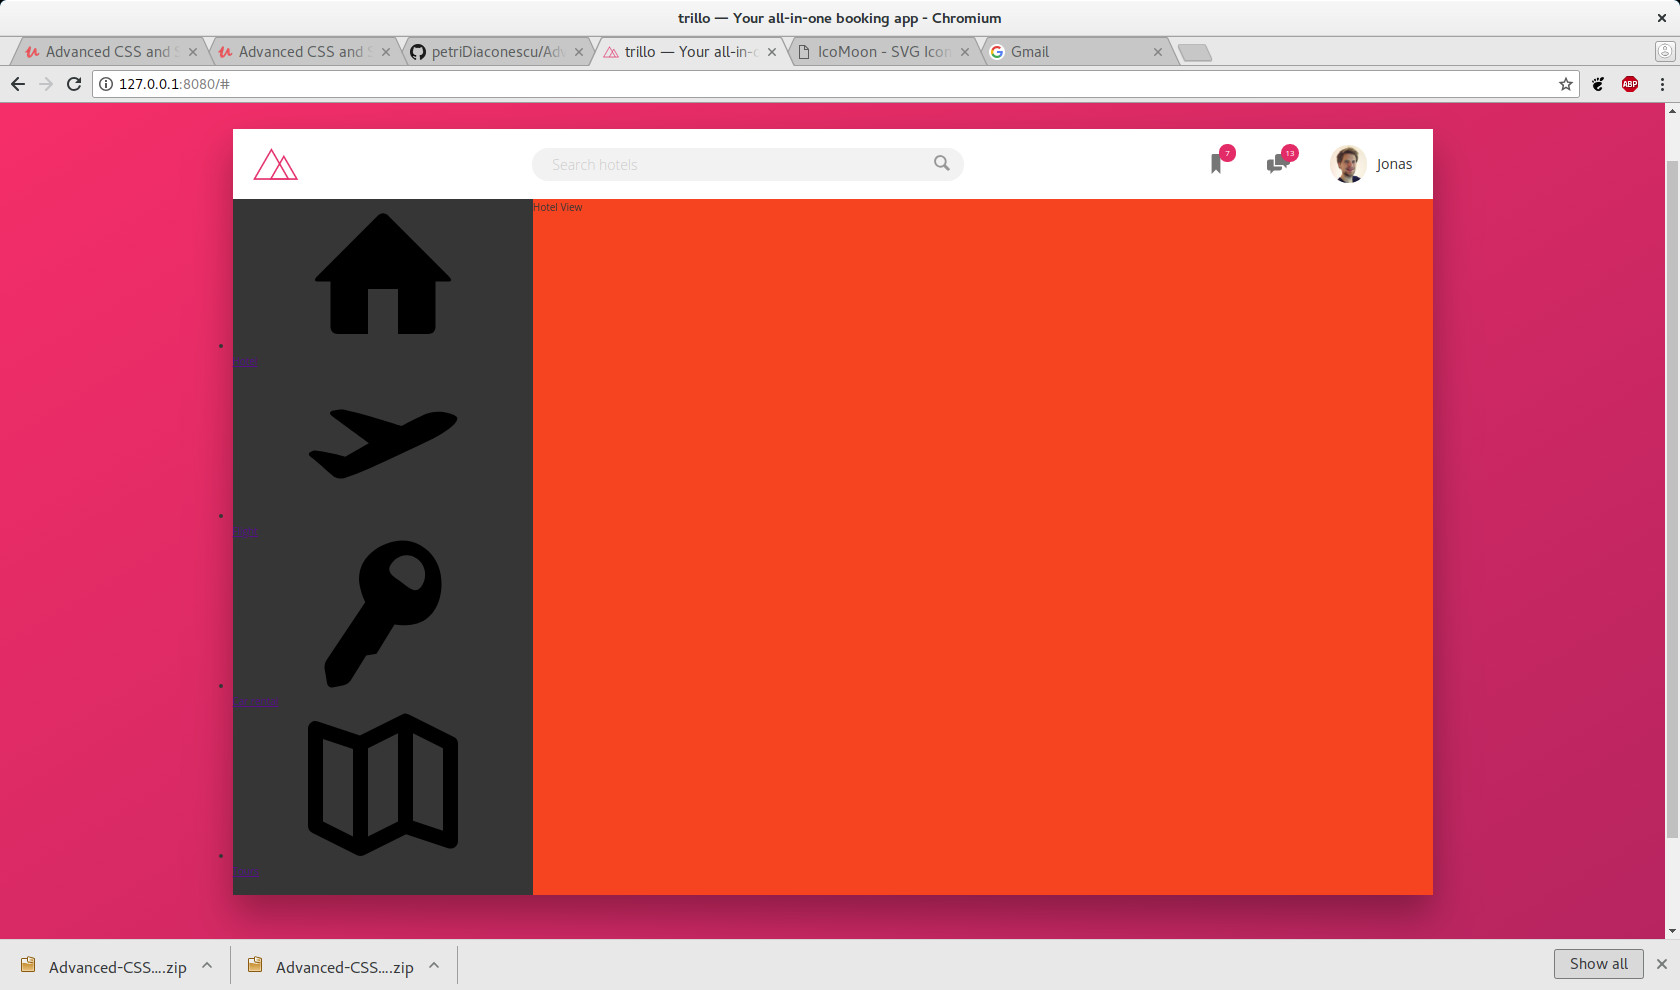 trillo — Your all-in-one booking app - Chromium
Advanced CSS and S
Advanced CSS and S
petriDiaconescu/Adv
trillo — Your all-in-o
IcoMoon - SVG Icon
Gmail
127.0.0.1:8080/#
ABP
Search hotels
7
13
Jonas
Hotel View
Advanced-CSS....zip
Advanced-CSS....zip
Show all